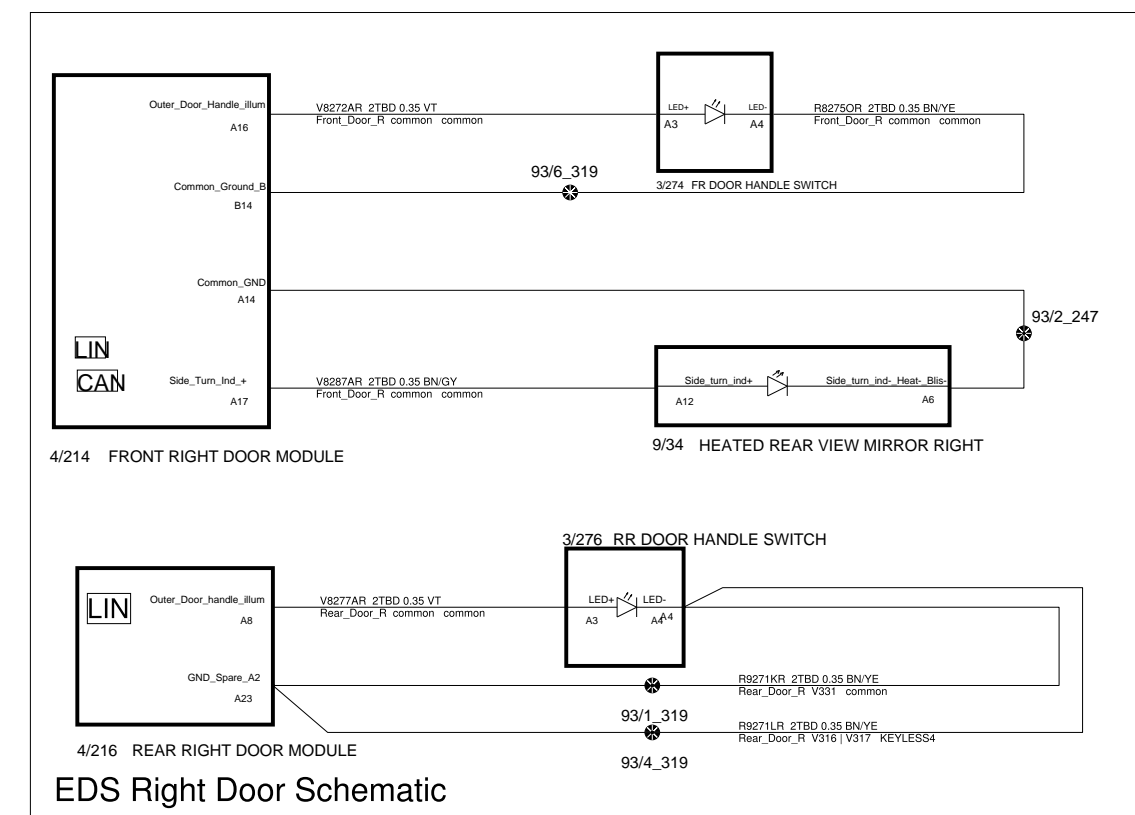 Outer_Door_Handle_illum
A16
V8272AR 2TBD 0.35 VT
Front_Door_R common common
LED+
LED-
A3
A4
R8275OR 2TBD 0.35 BN/YE
Front_Door_R common common
93/6_319
3/274 FR DOOR HANDLE SWITCH
Common_Ground_B
B14
Common_GND
A14
93/2_247
LIN
CAN
Side_Turn_Ind_+
A17
V8287AR 2TBD 0.35 BN/GY
Front_Door_R common common
Side_turn_ind+
Side_turn_ind-_Heat-_Blis-
A12
A6
4/214 FRONT RIGHT DOOR MODULE
9/34 HEATED REAR VIEW MIRROR RIGHT
3/276 RR DOOR HANDLE SWITCH
LIN
Outer_Door_handle_illum
A8
V8277AR 2TBD 0.35 VT
Rear_Door_R common common
LED+
LED-
A3
A4
A4
GND_Spare_A2
A23
R9271KR 2TBD 0.35 BN/YE
Rear_Door_R V331 common
93/1_319
R9271LR 2TBD 0.35 BN/YE
Rear_Door_R V316 | V317 KEYLESS4
93/4_319
4/216 REAR RIGHT DOOR MODULE
EDS Right Door Schematic